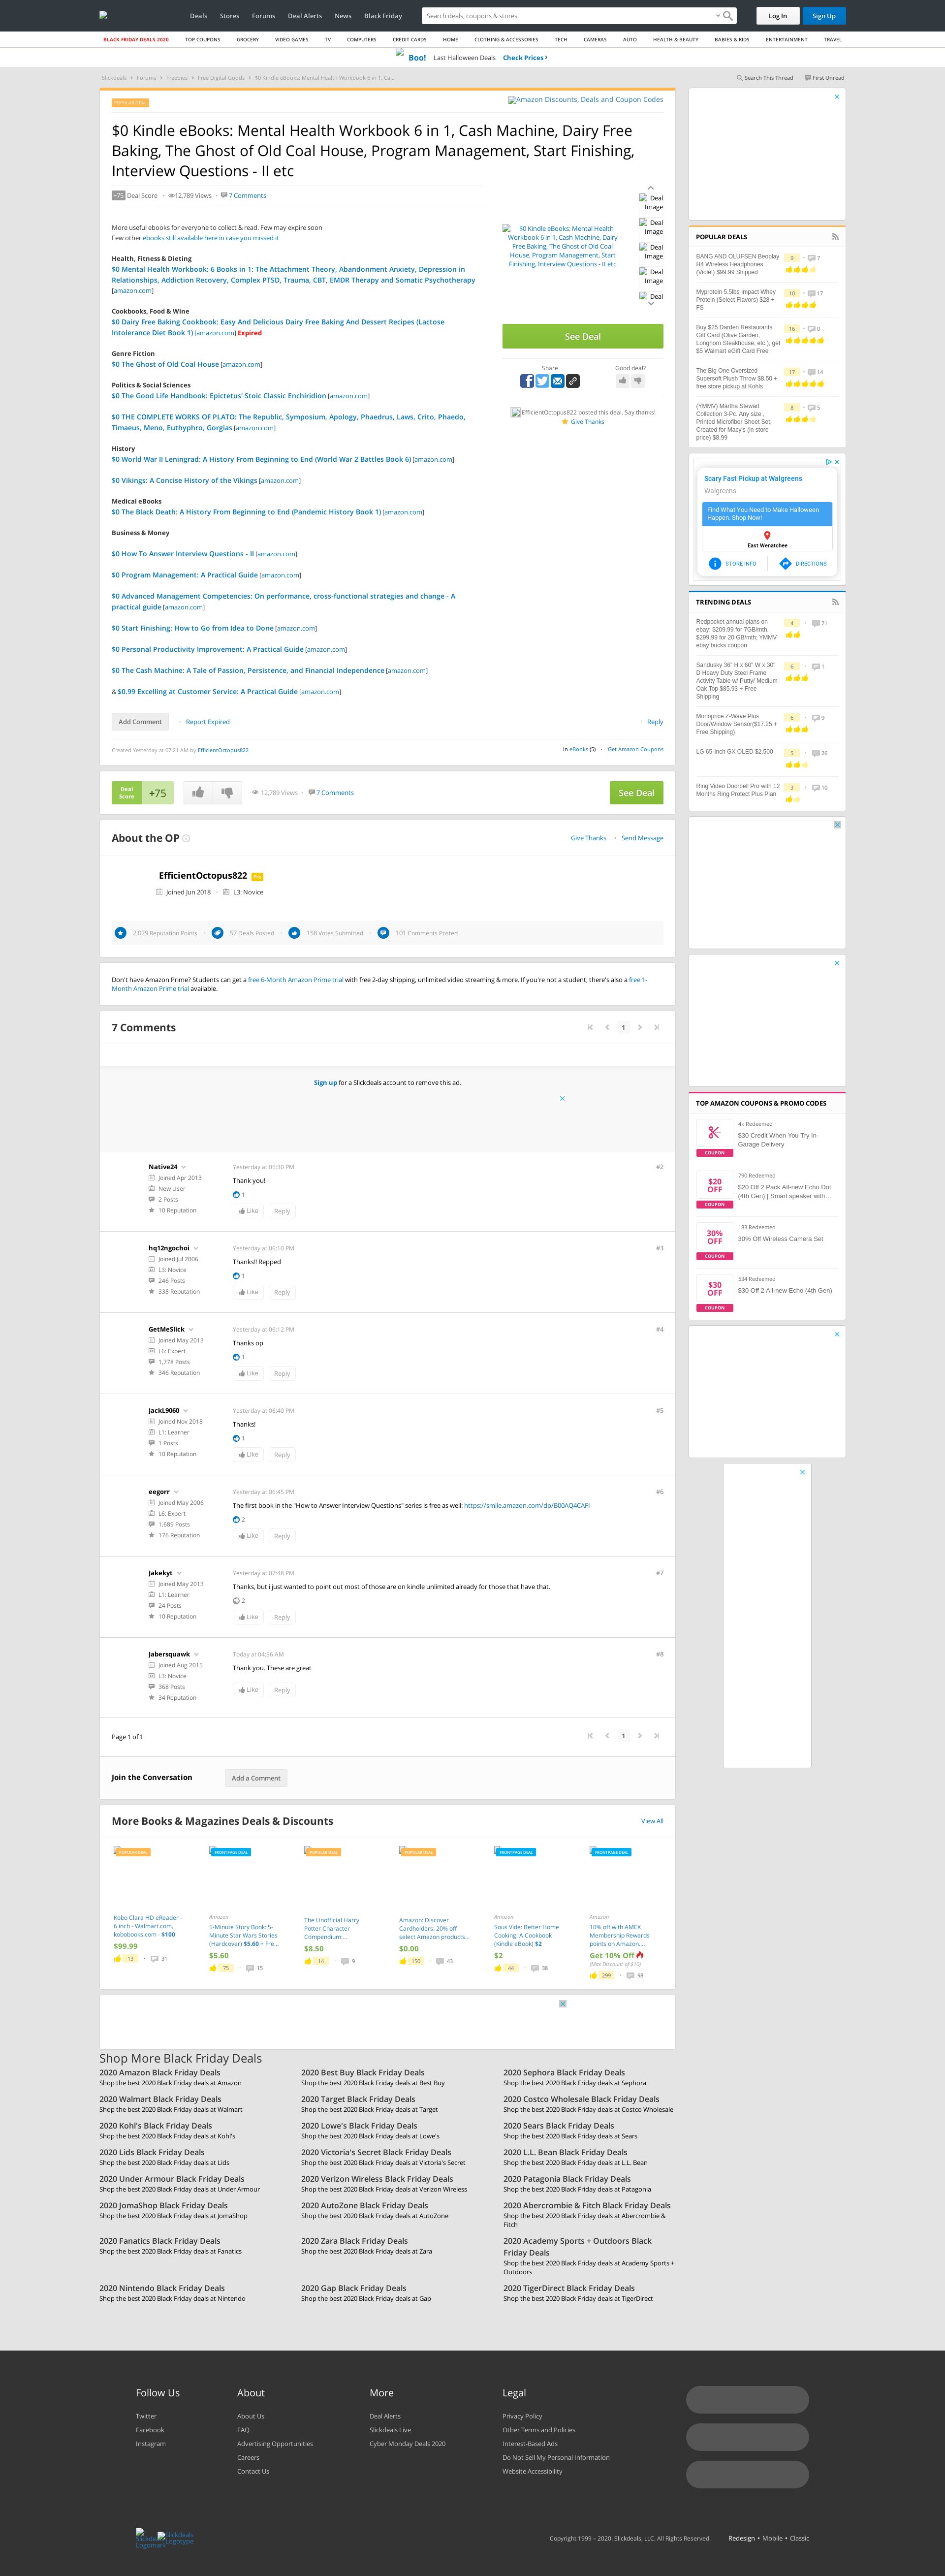 Deals Stores Forums Deal Alerts News Black Friday
Search deals, coupons & stores
Log In Sign Up
BLACK FRIDAY DEALS 2020 TOP COUPONS GROCERY VIDEO GAMES TV COMPUTERS CREDIT CARDS HOME CLOTHING & ACCESSORIES TECH CAMERAS AUTO HEALTH & BEAUTY BABIES & KIDS ENTERTAINMENT TRAVEL
Boo! Last Halloween Deals Check Prices
Slickdeals Forums Freebies Free Digital Goods $0 Kindle eBooks: Mental Health Workbook 6 in 1, Ca...
Search This Thread First Unread
POPULAR DEAL
Amazon Discounts, Deals and Coupon Codes
$0 Kindle eBooks: Mental Health Workbook 6 in 1, Cash Machine, Dairy Free
Baking, The Ghost of Old Coal House, Program Management, Start Finishing,
Interview Questions - II etc
+75 Deal Score 12,789 Views 7 Comments
More useful ebooks for everyone to collect & read. Few may expire soon
Few other ebooks still available here in case you missed it
Health, Fitness & Dieting
$0 Mental Health Workbook: 6 Books in 1: The Attachment Theory, Abandonment Anxiety, Depression in
Relationships, Addiction Recovery, Complex PTSD, Trauma, CBT, EMDR Therapy and Somatic Psychotherapy
[amazon.com]
Cookbooks, Food & Wine
$0 Dairy Free Baking Cookbook: Easy And Delicious Dairy Free Baking And Dessert Recipes (Lactose
Intolerance Diet Book 1) [amazon.com] Expired
Genre Fiction
$0 The Ghost of Old Coal House [amazon.com]
Politics & Social Sciences
$0 The Good Life Handbook: Epictetus' Stoic Classic Enchiridion [amazon.com]
$0 THE COMPLETE WORKS OF PLATO: The Republic, Symposium, Apology, Phaedrus, Laws, Crito, Phaedo,
Timaeus, Meno, Euthyphro, Gorgias [amazon.com]
History
$0 World War II Leningrad: A History From Beginning to End (World War 2 Battles Book 6) [amazon.com]
$0 Vikings: A Concise History of the Vikings [amazon.com]
Medical eBooks
$0 The Black Death: A History From Beginning to End (Pandemic History Book 1) [amazon.com]
Business & Money
$0 How To Answer Interview Questions - II [amazon.com]
$0 Program Management: A Practical Guide [amazon.com]
$0 Advanced Management Competencies: On performance, cross-functional strategies and change - A
practical guide [amazon.com]
$0 Start Finishing: How to Go from Idea to Done [amazon.com]
$0 Personal Productivity Improvement: A Practical Guide [amazon.com]
$0 The Cash Machine: A Tale of Passion, Persistence, and Financial Independence [amazon.com]
& $0.99 Excelling at Customer Service: A Practical Guide [amazon.com]
$0 Kindle eBooks: Mental Health
Workbook 6 in 1, Cash Machine, Dairy
Free Baking, The Ghost of Old Coal
House, Program Management, Start
Finishing, Interview Questions - II etc
Deal
Image
Deal
Image
Deal
Image
Deal
Image
Deal
See Deal
Share Good deal?
EfficientOctopus822 posted this deal. Say thanks!
Give Thanks
Add Comment Report Expired Reply
Created Yesterday at 07:21 AM by EfficientOctopus822
in eBooks (5) Get Amazon Coupons
Deal
Score
+75
12,789 Views 7 Comments
See Deal
About the OP
Give Thanks Send Message
EfficientOctopus822 Pro
Joined Jun 2018 L3: Novice
2,029 Reputation Points 57 Deals Posted 158 Votes Submitted 101 Comments Posted
Don't have Amazon Prime? Students can get a free 6-Month Amazon Prime trial with free 2-day shipping, unlimited video streaming & more. If you're not a student, there's also a free 1-
Month Amazon Prime trial available.
7 Comments
1
Sign up for a Slickdeals account to remove this ad.
Native24
Joined Apr 2013
New User
2 Posts
10 Reputation
Yesterday at 05:30 PM #2
Thank you!
1
Like Reply
hq12ngochoi
Joined Jul 2006
L3: Novice
246 Posts
338 Reputation
Yesterday at 06:10 PM #3
Thanks!! Repped
1
Like Reply
GetMeSlick
Joined May 2013
L6: Expert
1,778 Posts
346 Reputation
Yesterday at 06:12 PM #4
Thanks op
1
Like Reply
JackL9060
Joined Nov 2018
L1: Learner
1 Posts
10 Reputation
Yesterday at 06:40 PM #5
Thanks!
1
Like Reply
eegorr
Joined May 2006
L6: Expert
1,689 Posts
176 Reputation
Yesterday at 06:45 PM #6
The first book in the "How to Answer Interview Questions" series is free as well: https://smile.amazon.com/dp/B00AQ4CAFI
2
Like Reply
Jakekyt
Joined May 2013
L1: Learner
24 Posts
10 Reputation
Yesterday at 07:48 PM #7
Thanks, but i just wanted to point out most of those are on kindle unlimited already for those that have that.
2
Like Reply
Jabersquawk
Joined Aug 2015
L3: Novice
368 Posts
34 Reputation
Today at 04:56 AM #8
Thank you. These are great
Like Reply
Page 1 of 1
1
Join the Conversation
Add a Comment
More Books & Magazines Deals & Discounts
View All
POPULAR DEAL
Kobo Clara HD eReader -
6 inch - Walmart.com,
kobobooks.com - $100
$99.99
13 31
FRONTPAGE DEAL
Amazon
5-Minute Story Book: 5-
Minute Star Wars Stories
(Hardcover) $5.60 + Fre...
$5.60
75 15
POPULAR DEAL
The Unofficial Harry
Potter Character
Compendium:...
$8.50
14 9
POPULAR DEAL
Amazon: Discover
Cardholders: 20% off
select Amazon products...
$0.00
150 43
FRONTPAGE DEAL
Amazon
Sous Vide: Better Home
Cooking: A Cookbook
(Kindle eBook) $2
$2
44 38
FRONTPAGE DEAL
Amazon
10% off with AMEX
Membership Rewards
points on Amazon....
Get 10% Off
(Max Discount of $10)
299 98
Shop More Black Friday Deals
2020 Amazon Black Friday Deals
Shop the best 2020 Black Friday deals at Amazon
2020 Best Buy Black Friday Deals
Shop the best 2020 Black Friday deals at Best Buy
2020 Sephora Black Friday Deals
Shop the best 2020 Black Friday deals at Sephora
2020 Walmart Black Friday Deals
Shop the best 2020 Black Friday deals at Walmart
2020 Target Black Friday Deals
Shop the best 2020 Black Friday deals at Target
2020 Costco Wholesale Black Friday Deals
Shop the best 2020 Black Friday deals at Costco Wholesale
2020 Kohl's Black Friday Deals
Shop the best 2020 Black Friday deals at Kohl's
2020 Lowe's Black Friday Deals
Shop the best 2020 Black Friday deals at Lowe's
2020 Sears Black Friday Deals
Shop the best 2020 Black Friday deals at Sears
2020 Lids Black Friday Deals
Shop the best 2020 Black Friday deals at Lids
2020 Victoria's Secret Black Friday Deals
Shop the best 2020 Black Friday deals at Victoria's Secret
2020 L.L. Bean Black Friday Deals
Shop the best 2020 Black Friday deals at L.L. Bean
2020 Under Armour Black Friday Deals
Shop the best 2020 Black Friday deals at Under Armour
2020 Verizon Wireless Black Friday Deals
Shop the best 2020 Black Friday deals at Verizon Wireless
2020 Patagonia Black Friday Deals
Shop the best 2020 Black Friday deals at Patagonia
2020 JomaShop Black Friday Deals
Shop the best 2020 Black Friday deals at JomaShop
2020 AutoZone Black Friday Deals
Shop the best 2020 Black Friday deals at AutoZone
2020 Abercrombie & Fitch Black Friday Deals
Shop the best 2020 Black Friday deals at Abercrombie &
Fitch
2020 Fanatics Black Friday Deals
Shop the best 2020 Black Friday deals at Fanatics
2020 Zara Black Friday Deals
Shop the best 2020 Black Friday deals at Zara
2020 Academy Sports + Outdoors Black
Friday Deals
Shop the best 2020 Black Friday deals at Academy Sports +
Outdoors
2020 Nintendo Black Friday Deals
Shop the best 2020 Black Friday deals at Nintendo
2020 Gap Black Friday Deals
Shop the best 2020 Black Friday deals at Gap
2020 TigerDirect Black Friday Deals
Shop the best 2020 Black Friday deals at TigerDirect
POPULAR DEALS
BANG AND OLUFSEN Beoplay
H4 Wireless Headphones
(Violet) $99.99 Shipped
9 7
Myprotein 5.5lbs Impact Whey
Protein (Select Flavors) $28 +
FS
10 17
Buy $25 Darden Restaurants
Gift Card (Olive Garden,
Longhorn Steakhouse, etc.), get
$5 Walmart eGift Card Free
16 0
The Big One Oversized
Supersoft Plush Throw $8.50 +
free store pickup at Kohls
17 14
(YMMV) Martha Stewart
Collection 3-Pc. Any size ,
Printed Microfiber Sheet Set,
Created for Macy's (in store
price) $8.99
8 5
Scary Fast Pickup at Walgreens
Walgreens
Find What You Need to Make Halloween
Happen. Shop Now!
East Wenatchee
STORE INFO DIRECTIONS
TRENDING DEALS
Redpocket annual plans on
ebay; $209.99 for 7GB/mth,
$299.99 for 20 GB/mth; YMMV
ebay bucks coupon
4 21
Sandusky 36" H x 60" W x 30"
D Heavy Duty Steel Frame
Activity Table w/ Putty/ Medium
Oak Top $85.93 + Free
Shipping
6 1
Monoprice Z-Wave Plus
Door/Window Sensor($17.25 +
Free Shipping)
6 9
LG 65-Inch GX OLED $2,500
5 26
Ring Video Doorbell Pro with 12
Months Ring Protect Plus Plan
3 10
TOP AMAZON COUPONS & PROMO CODES
COUPON
4k Redeemed
$30 Credit When You Try In-
Garage Delivery
$20
OFF
COUPON
790 Redeemed
$20 Off 2 Pack All-new Echo Dot
(4th Gen) | Smart speaker with...
30%
OFF
COUPON
183 Redeemed
30% Off Wireless Camera Set
$30
OFF
COUPON
534 Redeemed
$30 Off 2 All-new Echo (4th Gen)
Follow Us
Twitter
Facebook
Instagram
About
About Us
FAQ
Advertising Opportunities
Careers
Contact Us
More
Deal Alerts
Slickdeals Live
Cyber Monday Deals 2020
Legal
Privacy Policy
Other Terms and Policies
Interest-Based Ads
Do Not Sell My Personal Information
Website Accessibility
Slickdeals
Logotype
Copyright 1999 – 2020. Slickdeals, LLC. All Rights Reserved. Redesign • Mobile • Classic